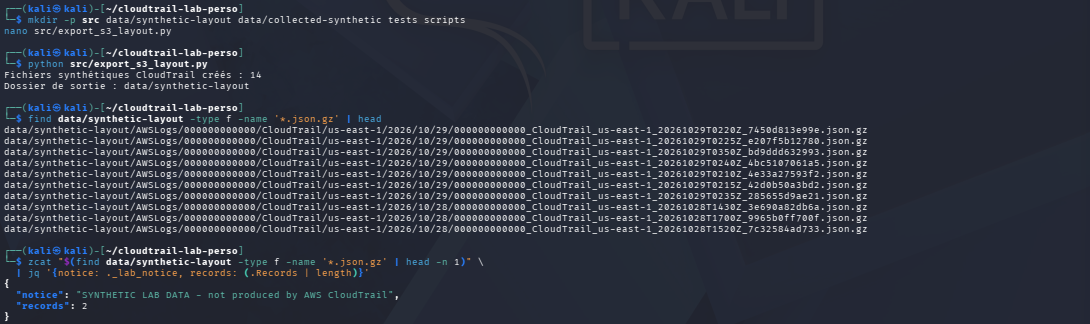 KALI
┌──(kali㉿kali)-[~/cloudtrail-lab-perso]
└─$ mkdir -p src data/synthetic-layout data/collected-synthetic tests scripts
nano src/export_s3_layout.py
┌──(kali㉿kali)-[~/cloudtrail-lab-perso]
└─$ python src/export_s3_layout.py
Fichiers synthétiques CloudTrail créés : 14
Dossier de sortie : data/synthetic-layout
┌──(kali㉿kali)-[~/cloudtrail-lab-perso]
└─$ find data/synthetic-layout -type f -name '*.json.gz' | head
data/synthetic-layout/AWSLogs/000000000000/CloudTrail/us-east-1/2026/10/29/000000000000_CloudTrail_us-east-1_20261029T0220Z_7450d813e99e.json.gz
data/synthetic-layout/AWSLogs/000000000000/CloudTrail/us-east-1/2026/10/29/000000000000_CloudTrail_us-east-1_20261029T0225Z_e207f5b12780.json.gz
data/synthetic-layout/AWSLogs/000000000000/CloudTrail/us-east-1/2026/10/29/000000000000_CloudTrail_us-east-1_20261029T0350Z_bd9ddd632993.json.gz
data/synthetic-layout/AWSLogs/000000000000/CloudTrail/us-east-1/2026/10/29/000000000000_CloudTrail_us-east-1_20261029T0240Z_4bc5107061a5.json.gz
data/synthetic-layout/AWSLogs/000000000000/CloudTrail/us-east-1/2026/10/29/000000000000_CloudTrail_us-east-1_20261029T0210Z_4e33a27593f2.json.gz
data/synthetic-layout/AWSLogs/000000000000/CloudTrail/us-east-1/2026/10/29/000000000000_CloudTrail_us-east-1_20261029T0215Z_42d0b50a3bd2.json.gz
data/synthetic-layout/AWSLogs/000000000000/CloudTrail/us-east-1/2026/10/29/000000000000_CloudTrail_us-east-1_20261029T0235Z_285655d9ae21.json.gz
data/synthetic-layout/AWSLogs/000000000000/CloudTrail/us-east-1/2026/10/28/000000000000_CloudTrail_us-east-1_20261028T1430Z_3e690a82db6a.json.gz
data/synthetic-layout/AWSLogs/000000000000/CloudTrail/us-east-1/2026/10/28/000000000000_CloudTrail_us-east-1_20261028T1700Z_9965b0ff700f.json.gz
data/synthetic-layout/AWSLogs/000000000000/CloudTrail/us-east-1/2026/10/28/000000000000_CloudTrail_us-east-1_20261028T1520Z_7c32584ad733.json.gz
┌──(kali㉿kali)-[~/cloudtrail-lab-perso]
└─$ zcat "$(find data/synthetic-layout -type f -name '*.json.gz' | head -n 1)" \
| jq '{notice: ._lab_notice, records: (.Records | length)}'
{
"notice": "SYNTHETIC LAB DATA - not produced by AWS CloudTrail",
"records": 2
}